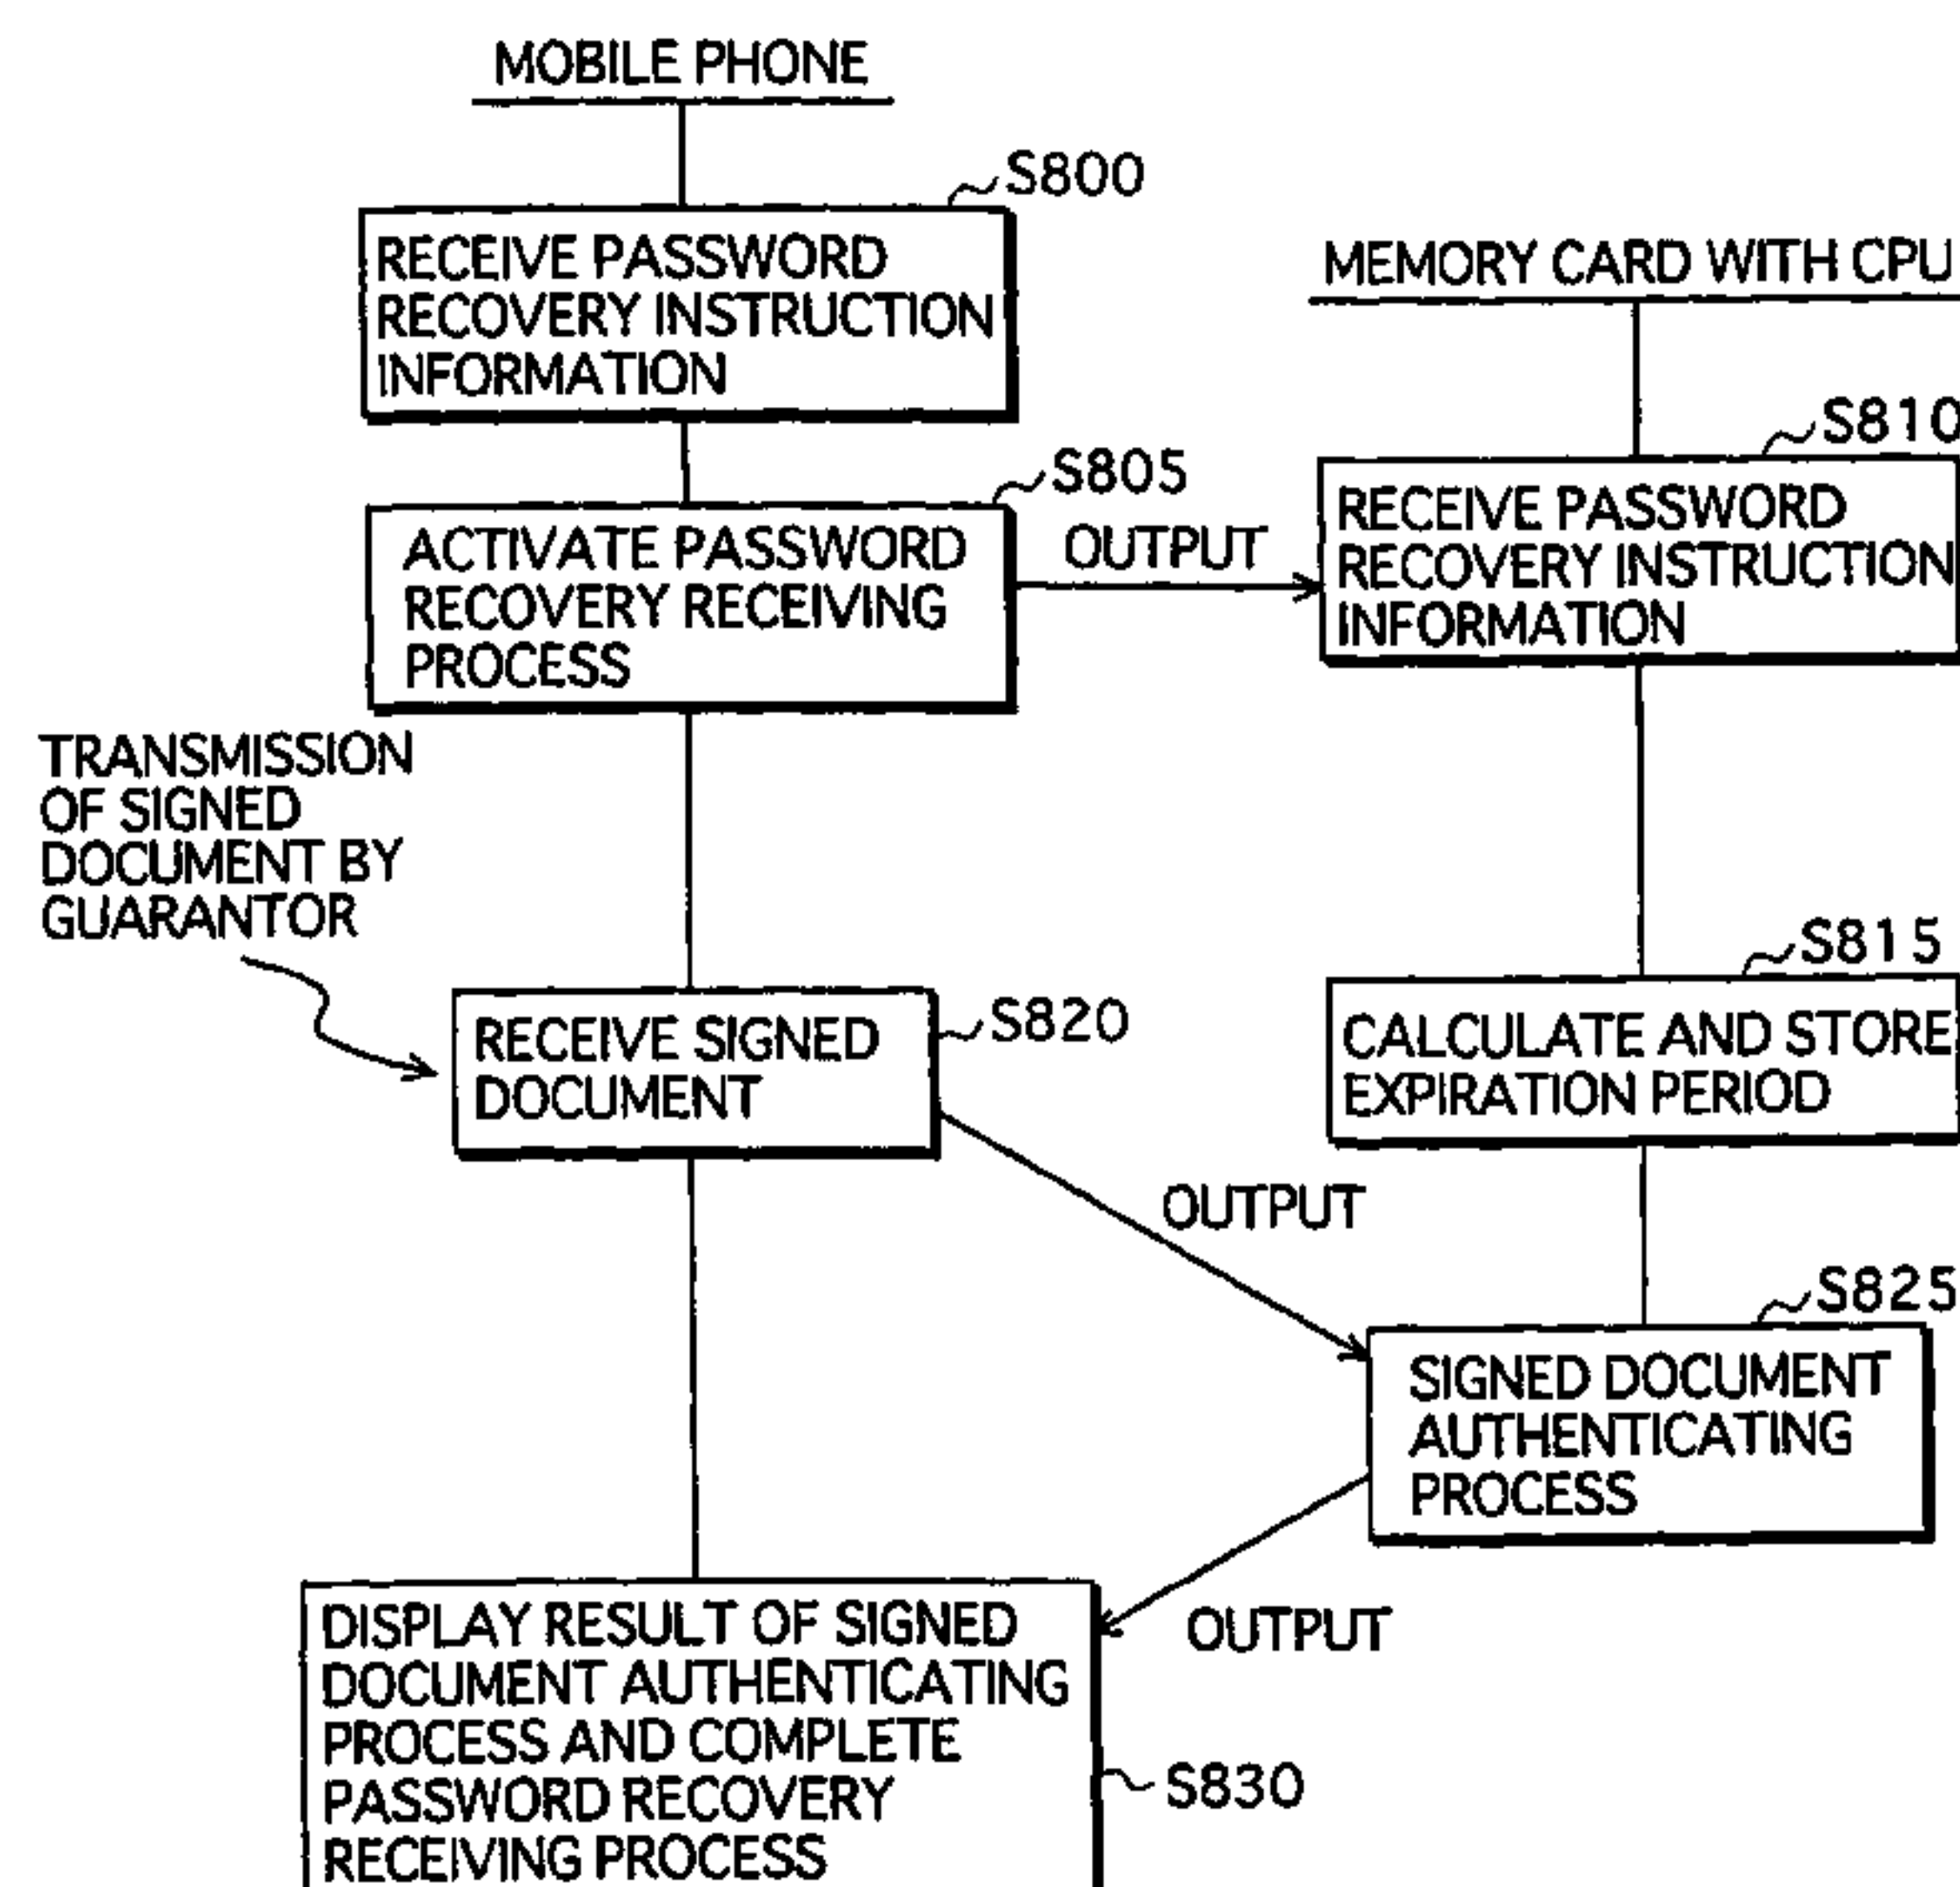 MOBILE PHONE
S800
RECEIVE PASSWORD
RECOVERY INSTRUCTION
INFORMATION
MEMORY CARD WITH CPU
S805
ACTIVATE PASSWORD
RECOVERY RECEIVING
PROCESS
OUTPUT
S810
RECEIVE PASSWORD
RECOVERY INSTRUCTION
INFORMATION
TRANSMISSION
OF SIGNED
DOCUMENT BY
GUARANTOR
S815
CALCULATE AND STORE
EXPIRATION PERIOD
S820
RECEIVE SIGNED
DOCUMENT
OUTPUT
S825
SIGNED DOCUMENT
AUTHENTICATING
PROCESS
OUTPUT
DISPLAY RESULT OF SIGNED
DOCUMENT AUTHENTICATING
PROCESS AND COMPLETE
PASSWORD RECOVERY
RECEIVING PROCESS
S830